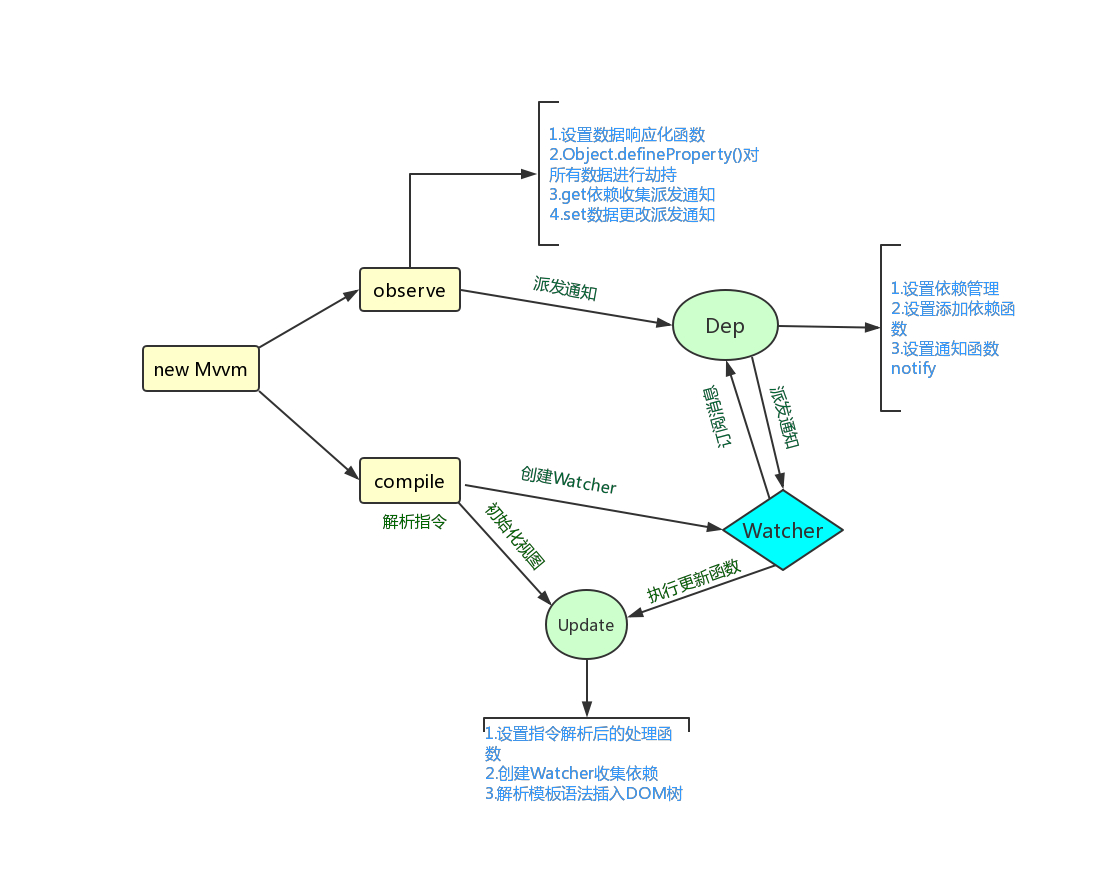 1.设置数据响应化函数
2.Object.defineProperty()对
所有数据进行劫持
3.get依赖收集派发通知
4.set数据更改派发通知
observe
派发通知
Dep
1.设置依赖管理
2.设置添加依赖函
数
3.设置通知函数
notify
new Mvvm
订阅消息
派发通知
compile
解析指令
创建Watcher
初始化视图
Watcher
执行更新函数
Update
1.设置指令解析后的处理函
数
2.创建Watcher收集依赖
3.解析模板语法插入DOM树